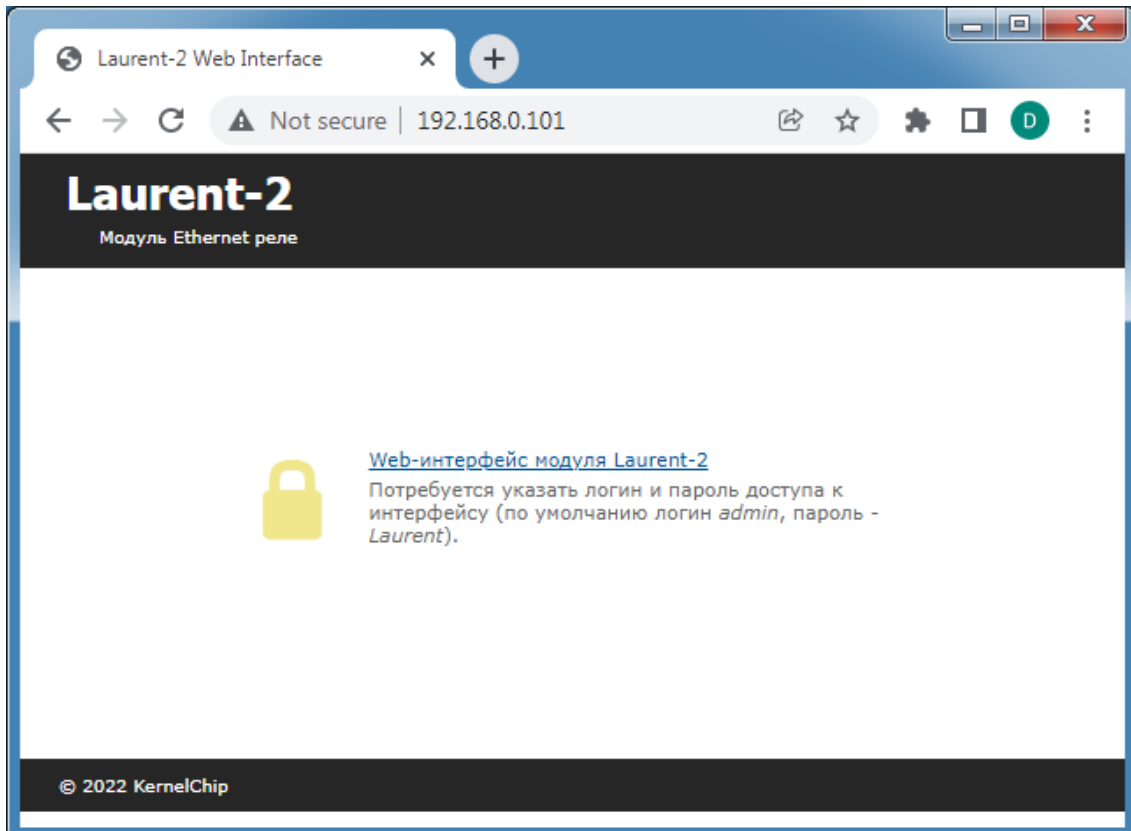 Laurent-2 Web Interface
Not secure | 192.168.0.101
D
Laurent-2
Модуль Ethernet реле
Web-интерфейс модуля Laurent-2
Потребуется указать логин и пароль доступа к
интерфейсу (по умолчанию логин admin, пароль -
Laurent).
© 2022 KernelChip